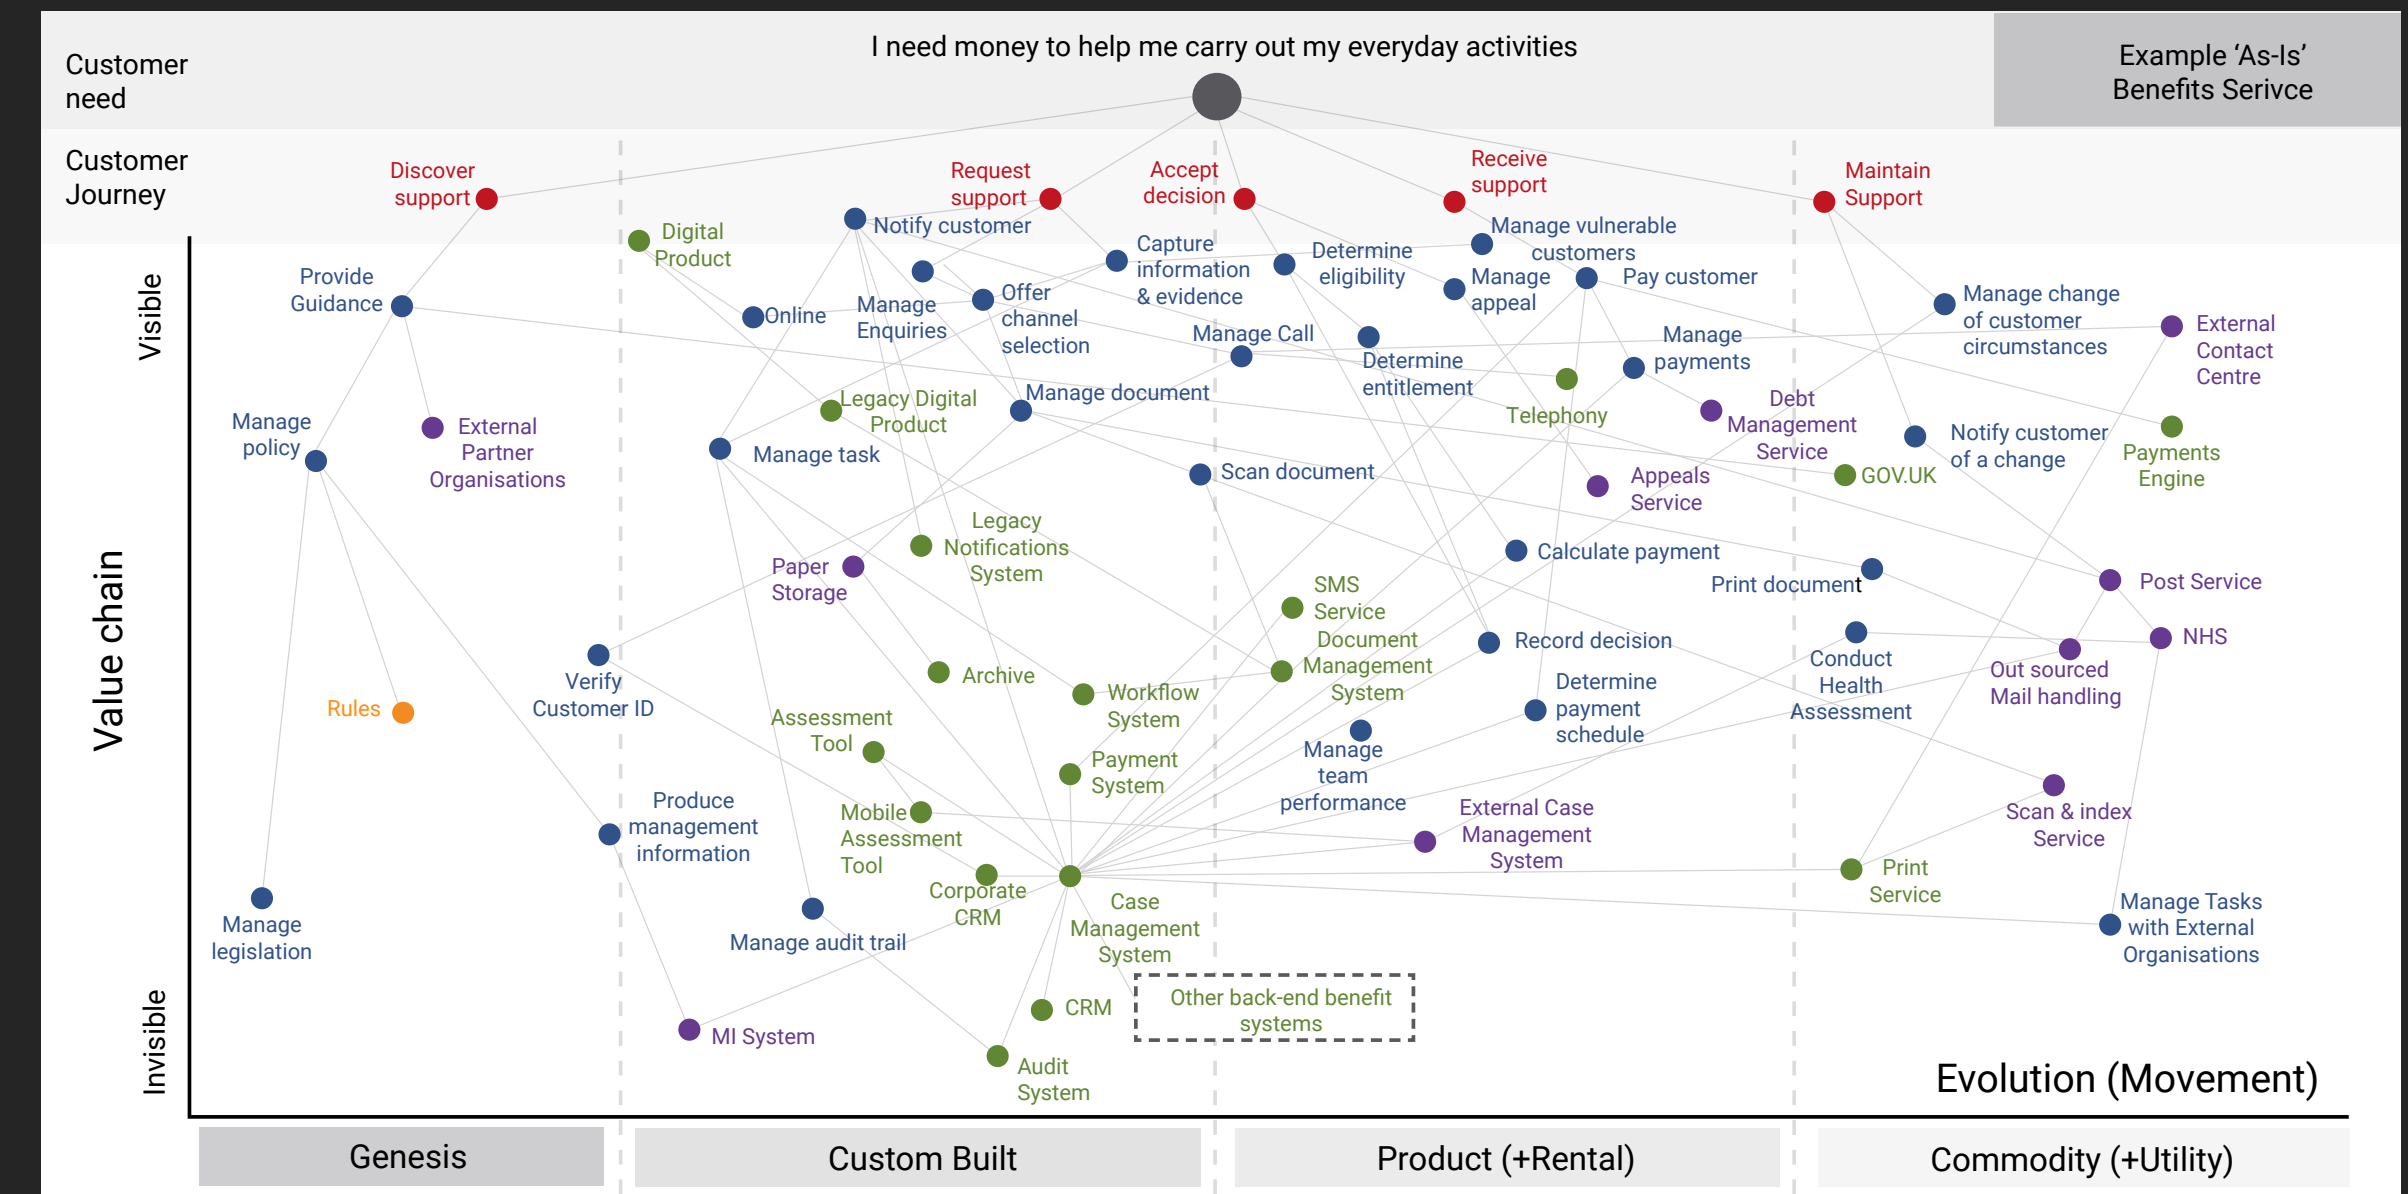 I need money to help me carry out my everyday activities
Example ‘As-Is’
Benefits Serivce
Customer
need
Customer
Journey
Discover
support
Request
support
Accept
decision
Receive
support
Maintain
Support
Digital
Product
Notify customer
Capture
information
& evidence
Determine
eligibility
Manage vulnerable
customers
Manage
appeal
Pay customer
Provide
Guidance
Online
Manage
Enquiries
Offer
channel
selection
Manage Call
Determine
entitlement
Manage
payments
Manage change
of customer
circumstances
External
Contact
Centre
Visible
Manage
policy
External
Partner
Organisations
Legacy Digital
Product
Manage document
Manage task
Scan document
Telephony
Debt
Management
Service
Appeals
Service
GOV.UK
Notify customer
of a change
Payments
Engine
Value chain
Legacy
Notifications
System
Paper
Storage
SMS
Service
Document
Management
System
Calculate payment
Print document
Post Service
Record decision
NHS
Conduct
Health
Assessment
Out sourced
Mail handling
Verify
Customer ID
Rules
Archive
Workflow
System
Assessment
Tool
Payment
System
Determine
payment
schedule
Manage
team
performance
Produce
management
information
Mobile
Assessment
Tool
External Case
Management
System
Scan & index
Service
Print
Service
Corporate
CRM
Case
Management
System
Manage
legislation
Manage audit trail
Manage Tasks
with External
Organisations
Invisible
MI System
CRM
Other back-end benefit
systems
Audit
System
Evolution (Movement)
Genesis
Custom Built
Product (+Rental)
Commodity (+Utility)